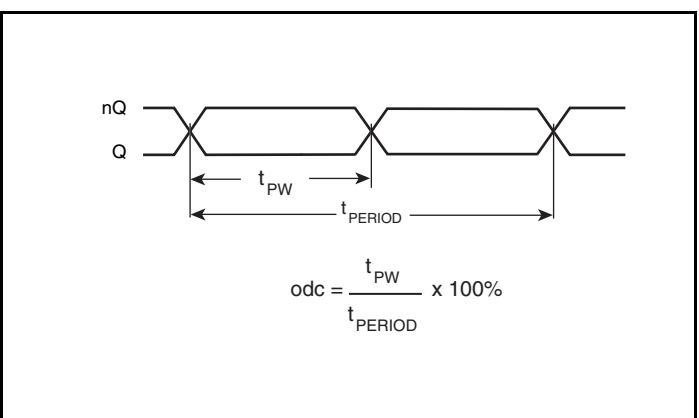 nQ
Q
tPW
tPERIOD
odc = tPW / tPERIOD x 100%